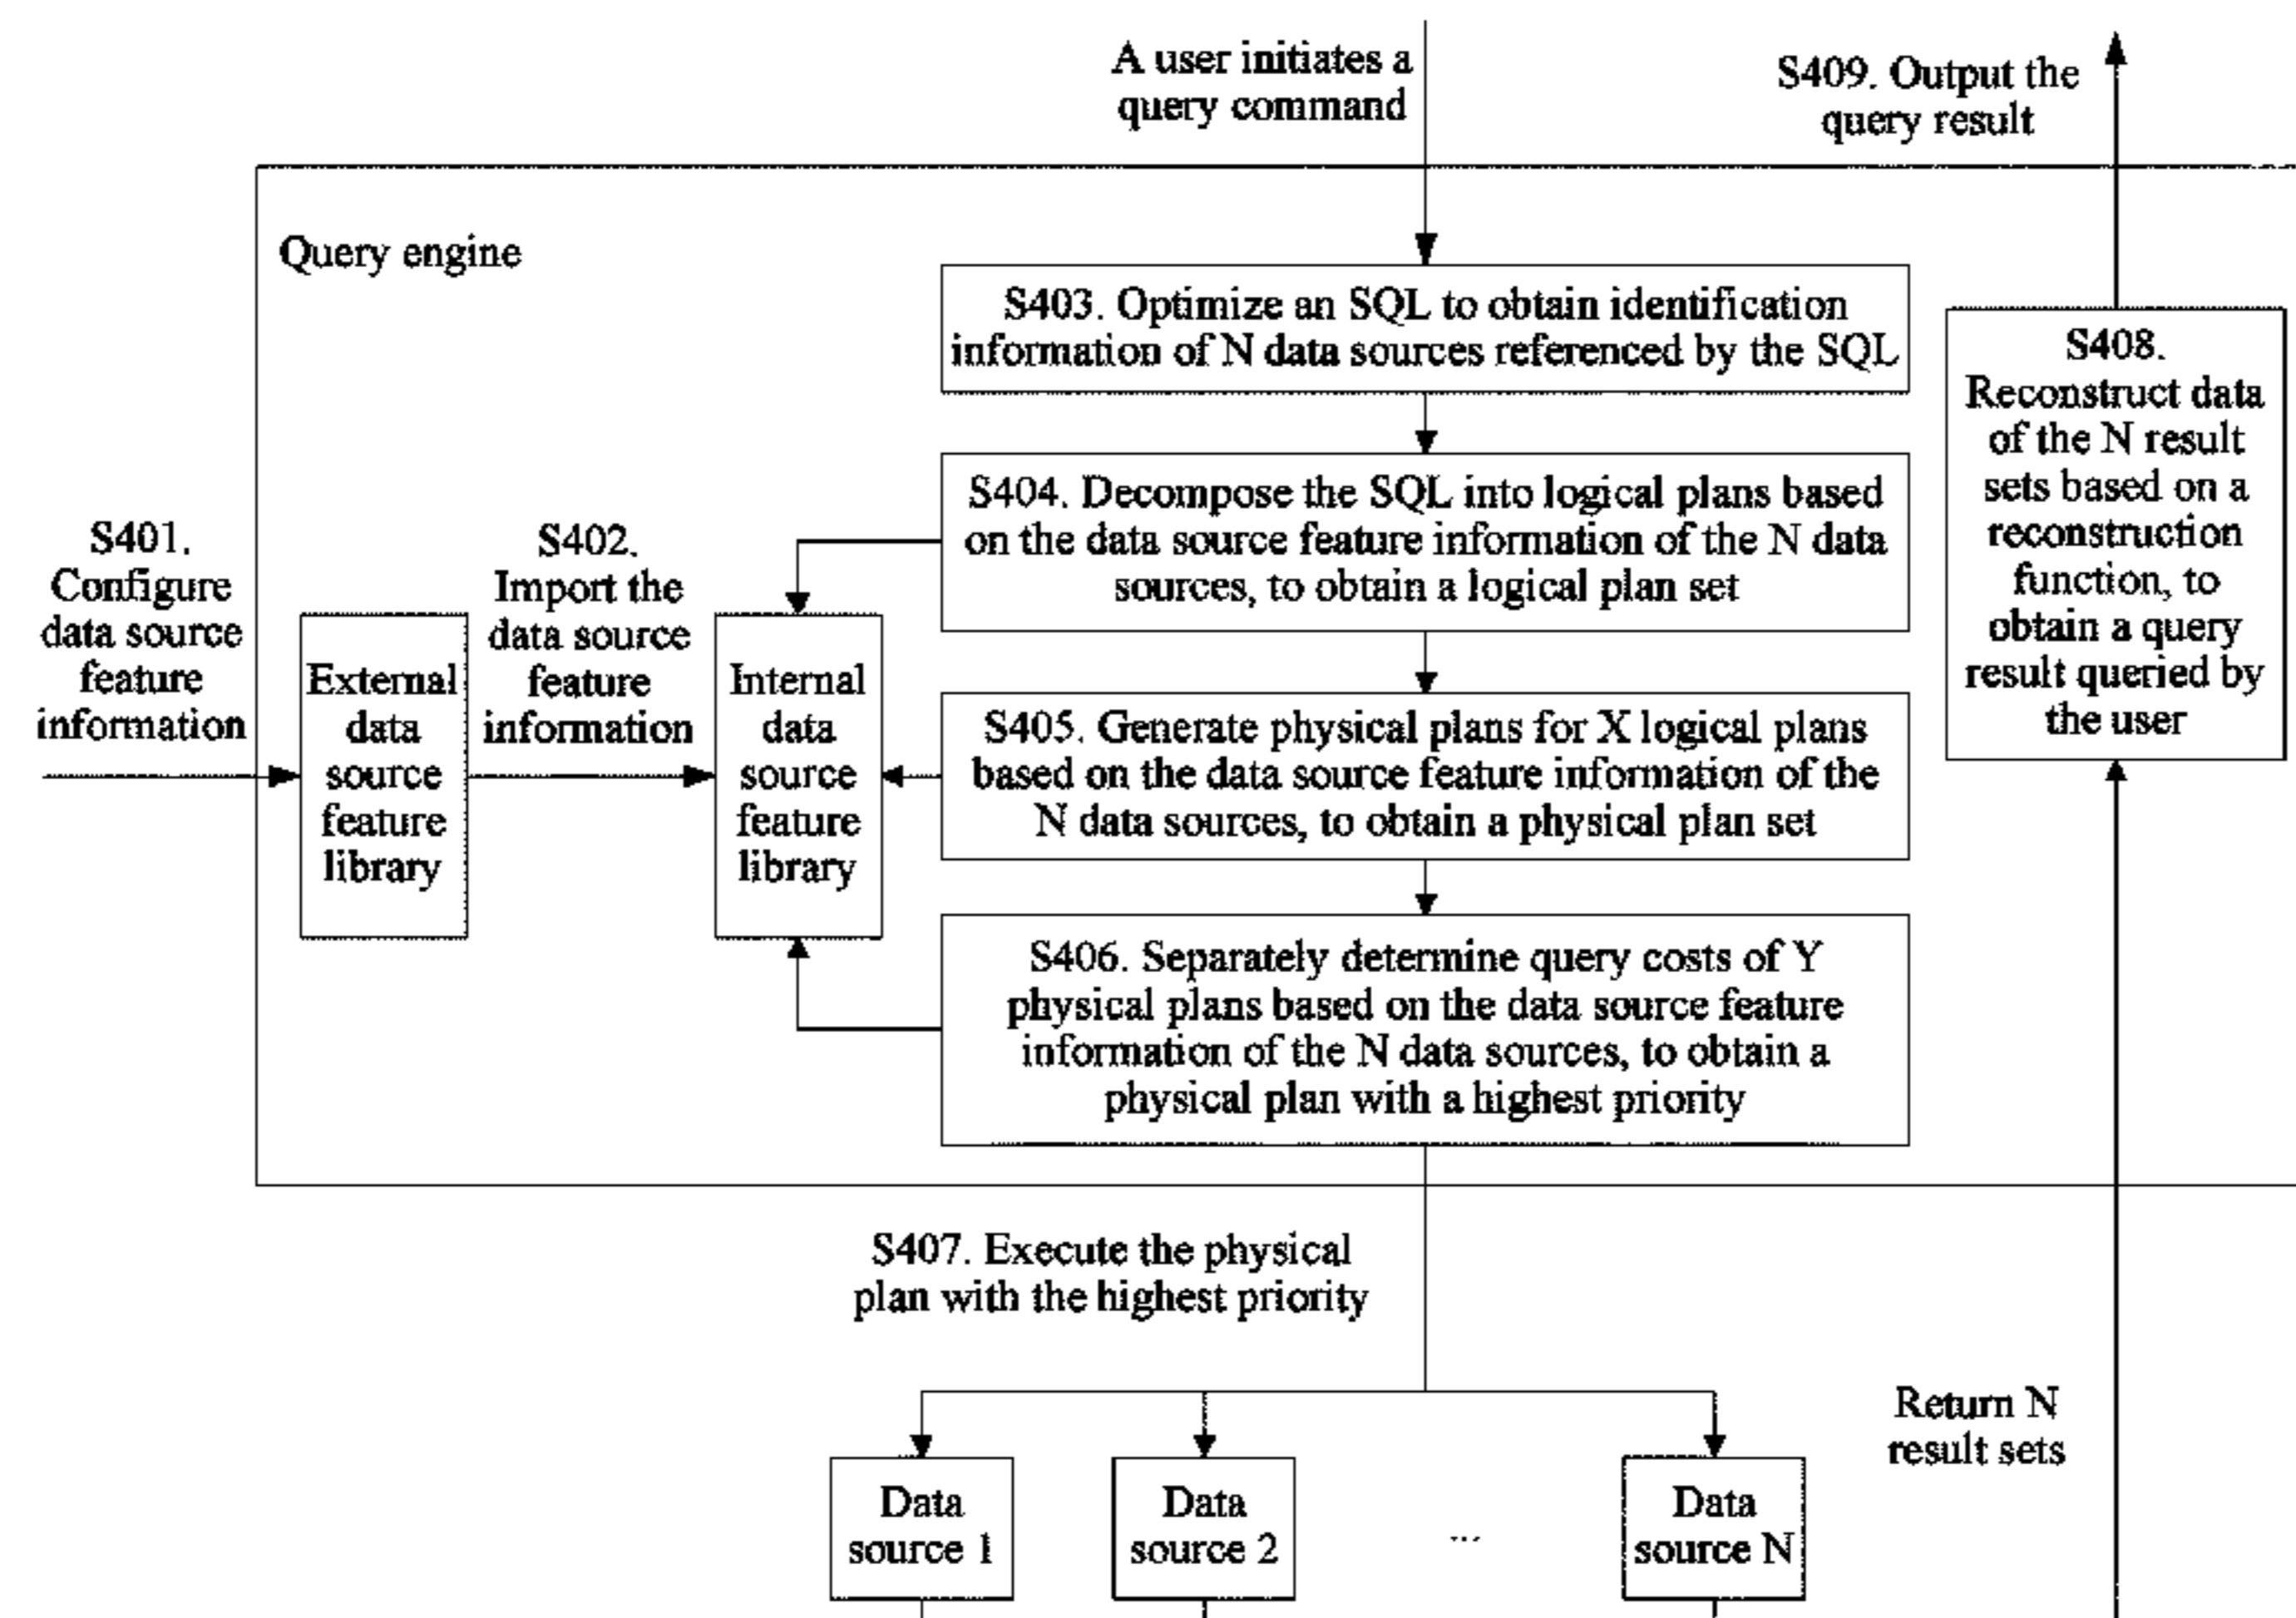 A user initiates a
query command
S409. Output the
query result
Query engine
S403. Optimize an SQL to obtain identification
information of N data sources referenced by the SQL
S408.
Reconstruct data
of the N result
sets based on a
reconstruction
function, to
obtain a query
result queried by
the user
S404. Decompose the SQL into logical plans based
on the data source feature information of the N data
sources, to obtain a logical plan set
S401.
Configure
data source
feature
information
S402.
Import the
data source
feature
information
External
data
source
feature
library
Internal
data
source
feature
library
S405. Generate physical plans for X logical plans
based on the data source feature information of the
N data sources, to obtain a physical plan set
S406. Separately determine query costs of Y
physical plans based on the data source feature
information of the N data sources, to obtain a
physical plan with a highest priority
S407. Execute the physical
plan with the highest priority
Return N
result sets
Data
source 1
Data
source 2
...
Data
source N